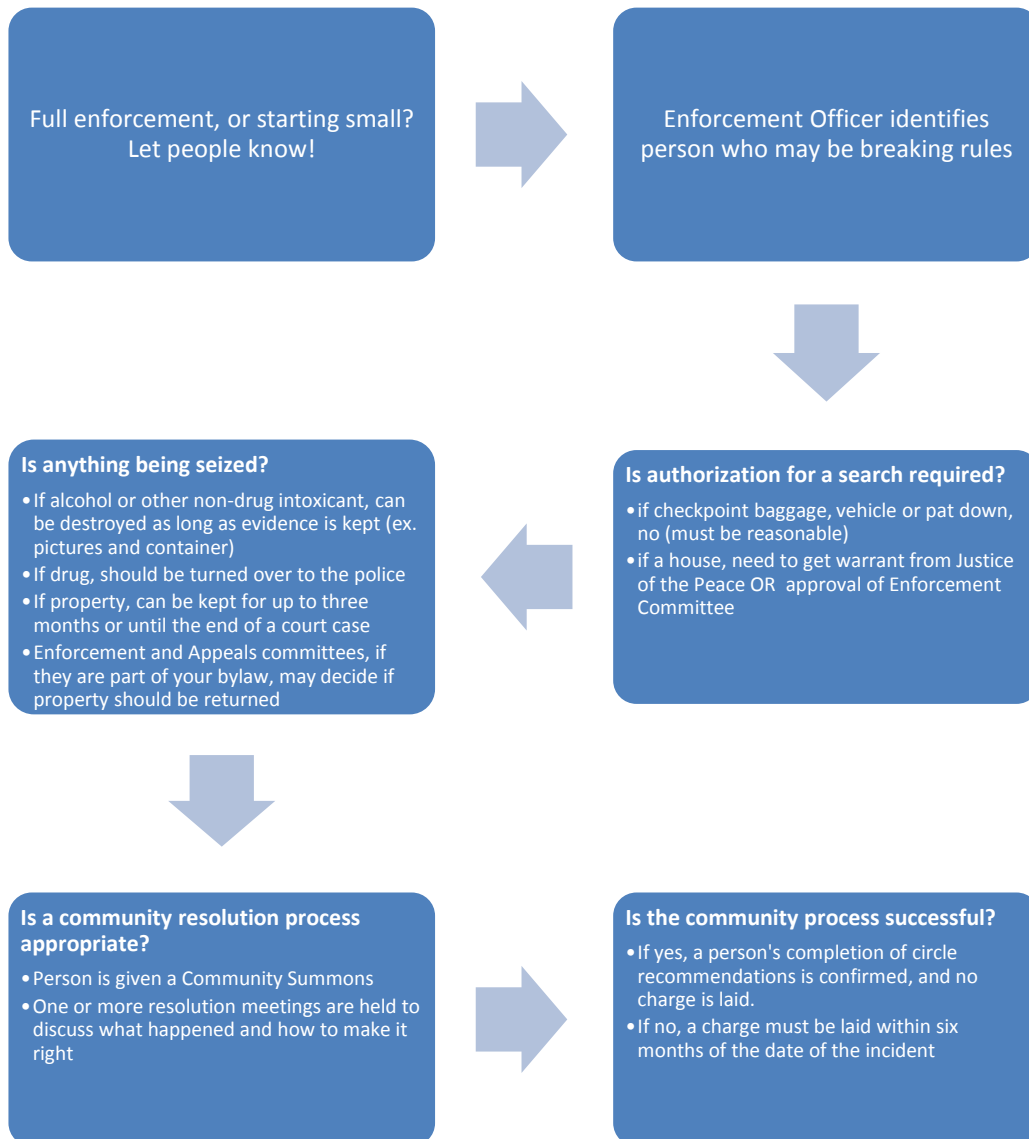 Full enforcement, or starting small?
Let people know!
Enforcement Officer identifies
person who may be breaking rules
Is authorization for a search required?
•if checkpoint baggage, vehicle or pat down,
no (must be reasonable)
•if a house, need to get warrant from Justice
of the Peace OR approval of Enforcement
Committee
Is anything being seized?
•If alcohol or other non-drug intoxicant, can
be destroyed as long as evidence is kept (ex.
pictures and container)
•If drug, should be turned over to the police
•If property, can be kept for up to three
months or until the end of a court case
•Enforcement and Appeals committees, if
they are part of your bylaw, may decide if
property should be returned
Is a community resolution process
appropriate?
•Person is given a Community Summons
•One or more resolution meetings are held to
discuss what happened and how to make it
right
Is the community process successful?
•If yes, a person's completion of circle
recommendations is confirmed, and no
charge is laid.
•If no, a charge must be laid within six
months of the date of the incident